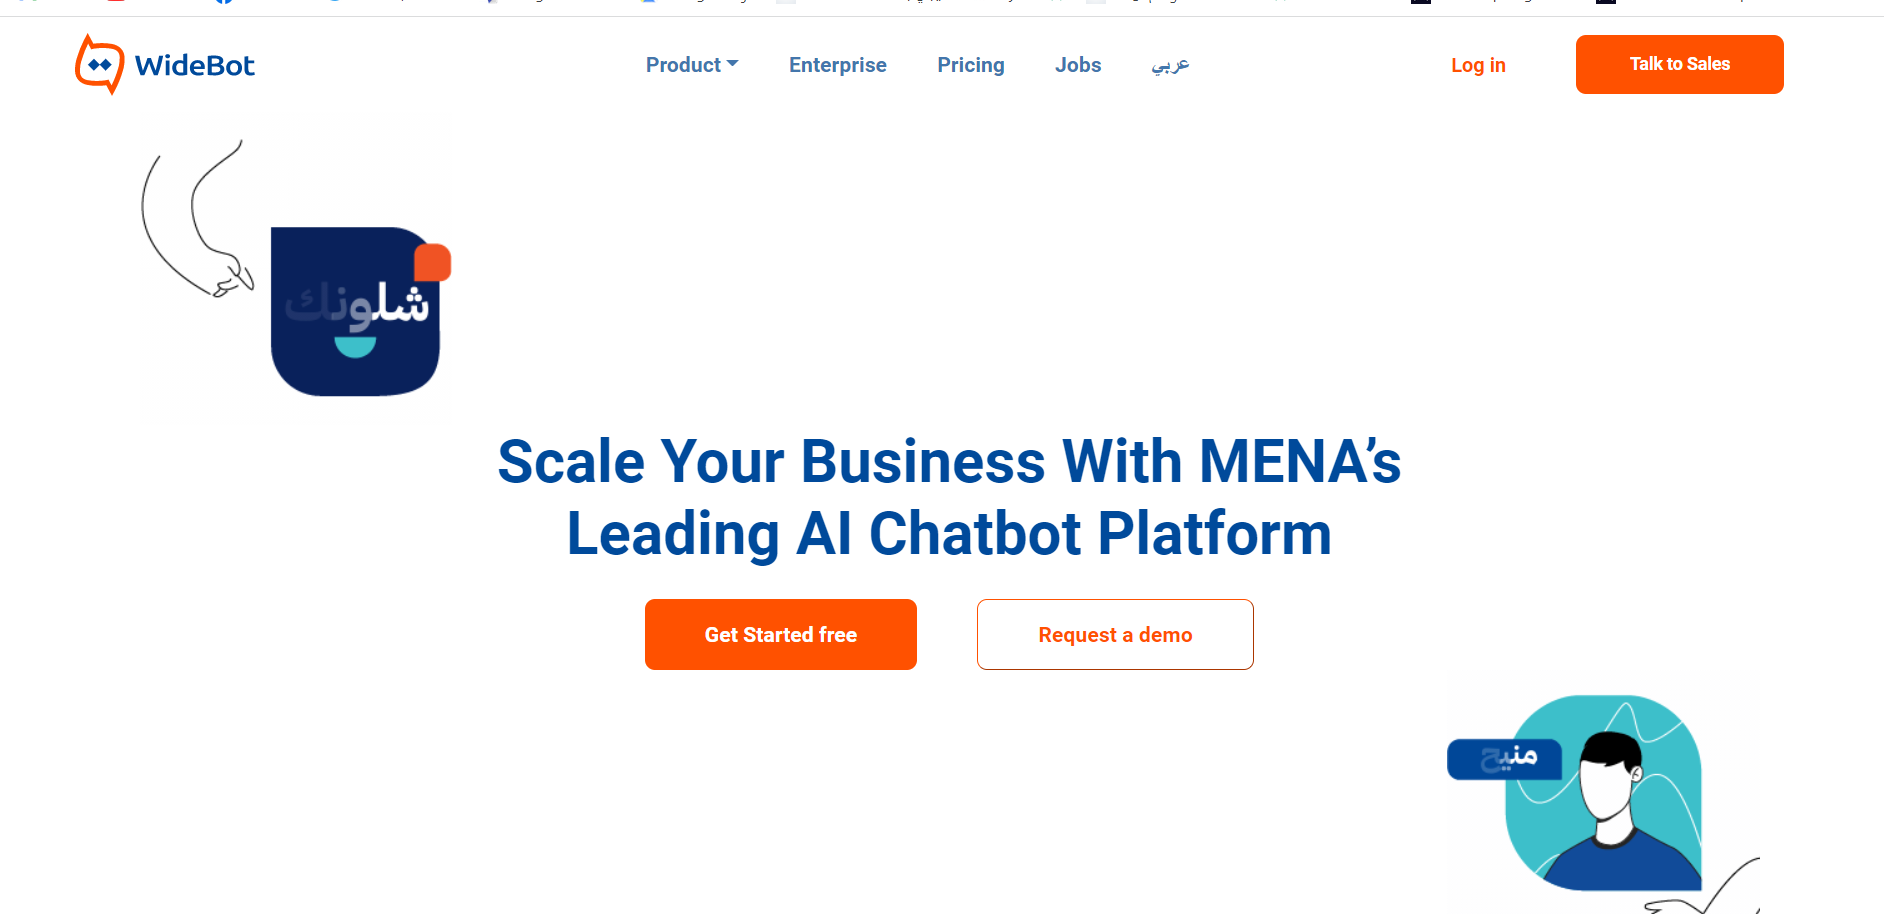 WideBot
Product Enterprise Pricing Jobs عربي
Log in
Talk to Sales
شلونك
Scale Your Business With MENA’s
Leading AI Chatbot Platform
Get Started free
Request a demo
منيح